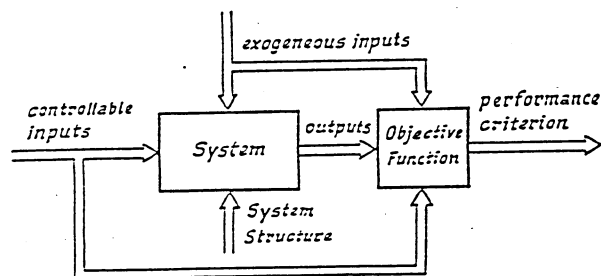 exogeneous inputs
controllable
inputs
System
outputs
Objective
Function
performance
criterion
System
Structure